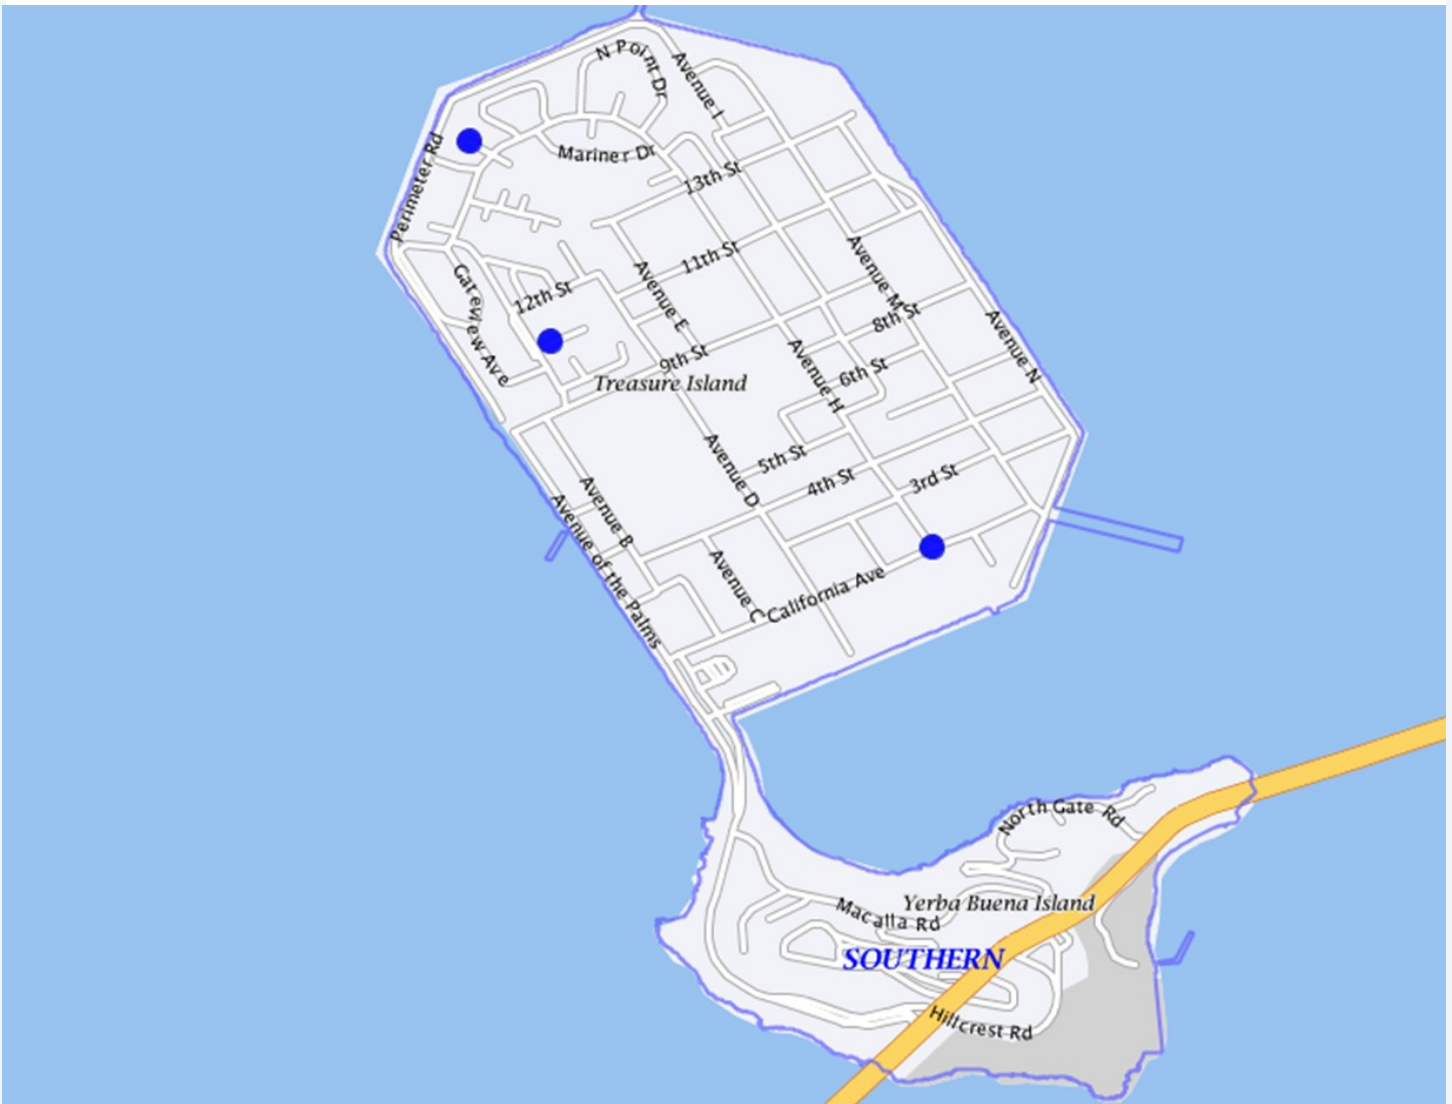 N Point Dr
Avenue I
Perimeter Rd
Mariner Dr
13th St
11th St
Avenue M
Gateview Ave
12th St
Avenue E
8th St
Avenue N
9th St
Avenue H
6th St
Treasure Island
Avenue D
5th St
4th St
3rd St
Avenue B
Avenue of the Palms
Avenue C
California Ave
North Gate Rd
Yerba Buena Island
Macalla Rd
SOUTHERN
Hillcrest Rd